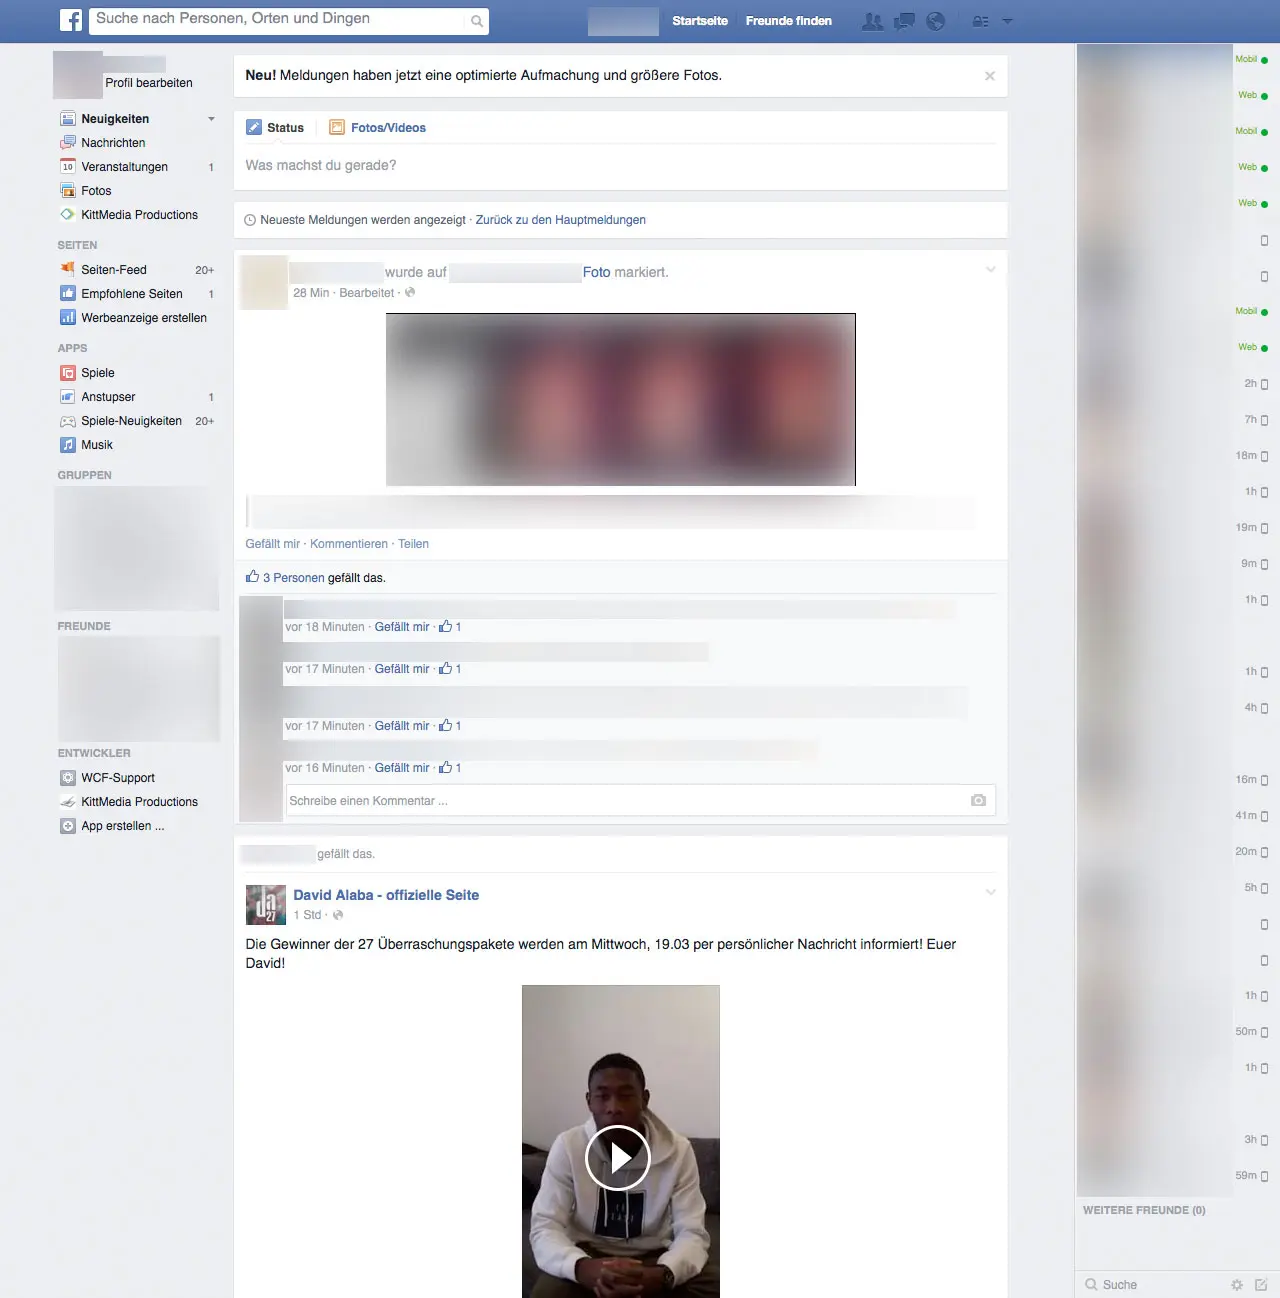 Suche nach Personen, Orten und Dingen
Startseite
Freunde finden
Profil bearbeiten
Neuigkeiten
Nachrichten
Veranstaltungen 1
Fotos
KittMedia Productions
SEITEN
Seiten-Feed 20+
Empfohlene Seiten 1
Werbeanzeige erstellen
APPS
Spiele
Anstupser 1
Spiele-Neuigkeiten 20+
Musik
GRUPPEN
FREUNDE
ENTWICKLER
WCF-Support
KittMedia Productions
App erstellen ...
Neu! Meldungen haben jetzt eine optimierte Aufmachung und größere Fotos.
Status
Fotos/Videos
Was machst du gerade?
Neueste Meldungen werden angezeigt · Zurück zu den Hauptmeldungen
wurde auf Foto markiert.
28 Min · Bearbeitet ·
Gefällt mir · Kommentieren · Teilen
3 Personen gefällt das.
vor 18 Minuten · Gefällt mir · 1
vor 17 Minuten · Gefällt mir · 1
vor 17 Minuten · Gefällt mir · 1
vor 16 Minuten · Gefällt mir · 1
Schreibe einen Kommentar ...
gefällt das.
da
27
David Alaba - offizielle Seite
1 Std ·
Die Gewinner der 27 Überraschungspakete werden am Mittwoch, 19.03 per persönlicher Nachricht informiert! Euer
David!
Mobil
Web
Mobil
Web
Web
Mobil
Web
2h
7h
18m
1h
19m
9m
1h
1h
4h
16m
41m
20m
5h
1h
50m
1h
3h
59m
WEITERE FREUNDE (0)
Suche